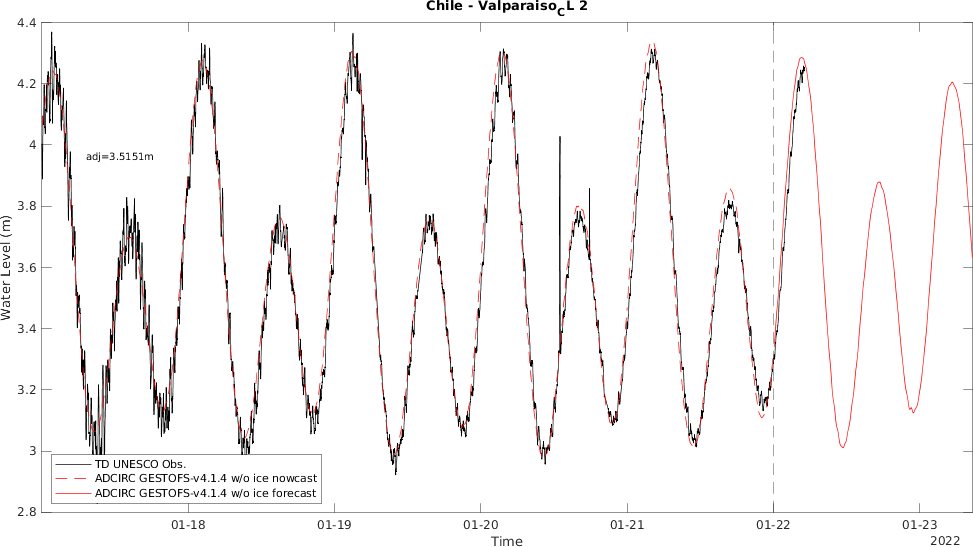 Chile - Valparaiso_CL 2
4.4
4.2
4
3.8
3.6
3.4
3.2
3
2.8
Water Level (m)
adj=3.5151m
TD UNESCO Obs.
ADCIRC GESTOFS-v4.1.4 w/o ice nowcast
ADCIRC GESTOFS-v4.1.4 w/o ice forecast
01-18
01-19
01-20
01-21
01-22
01-23
Time
2022